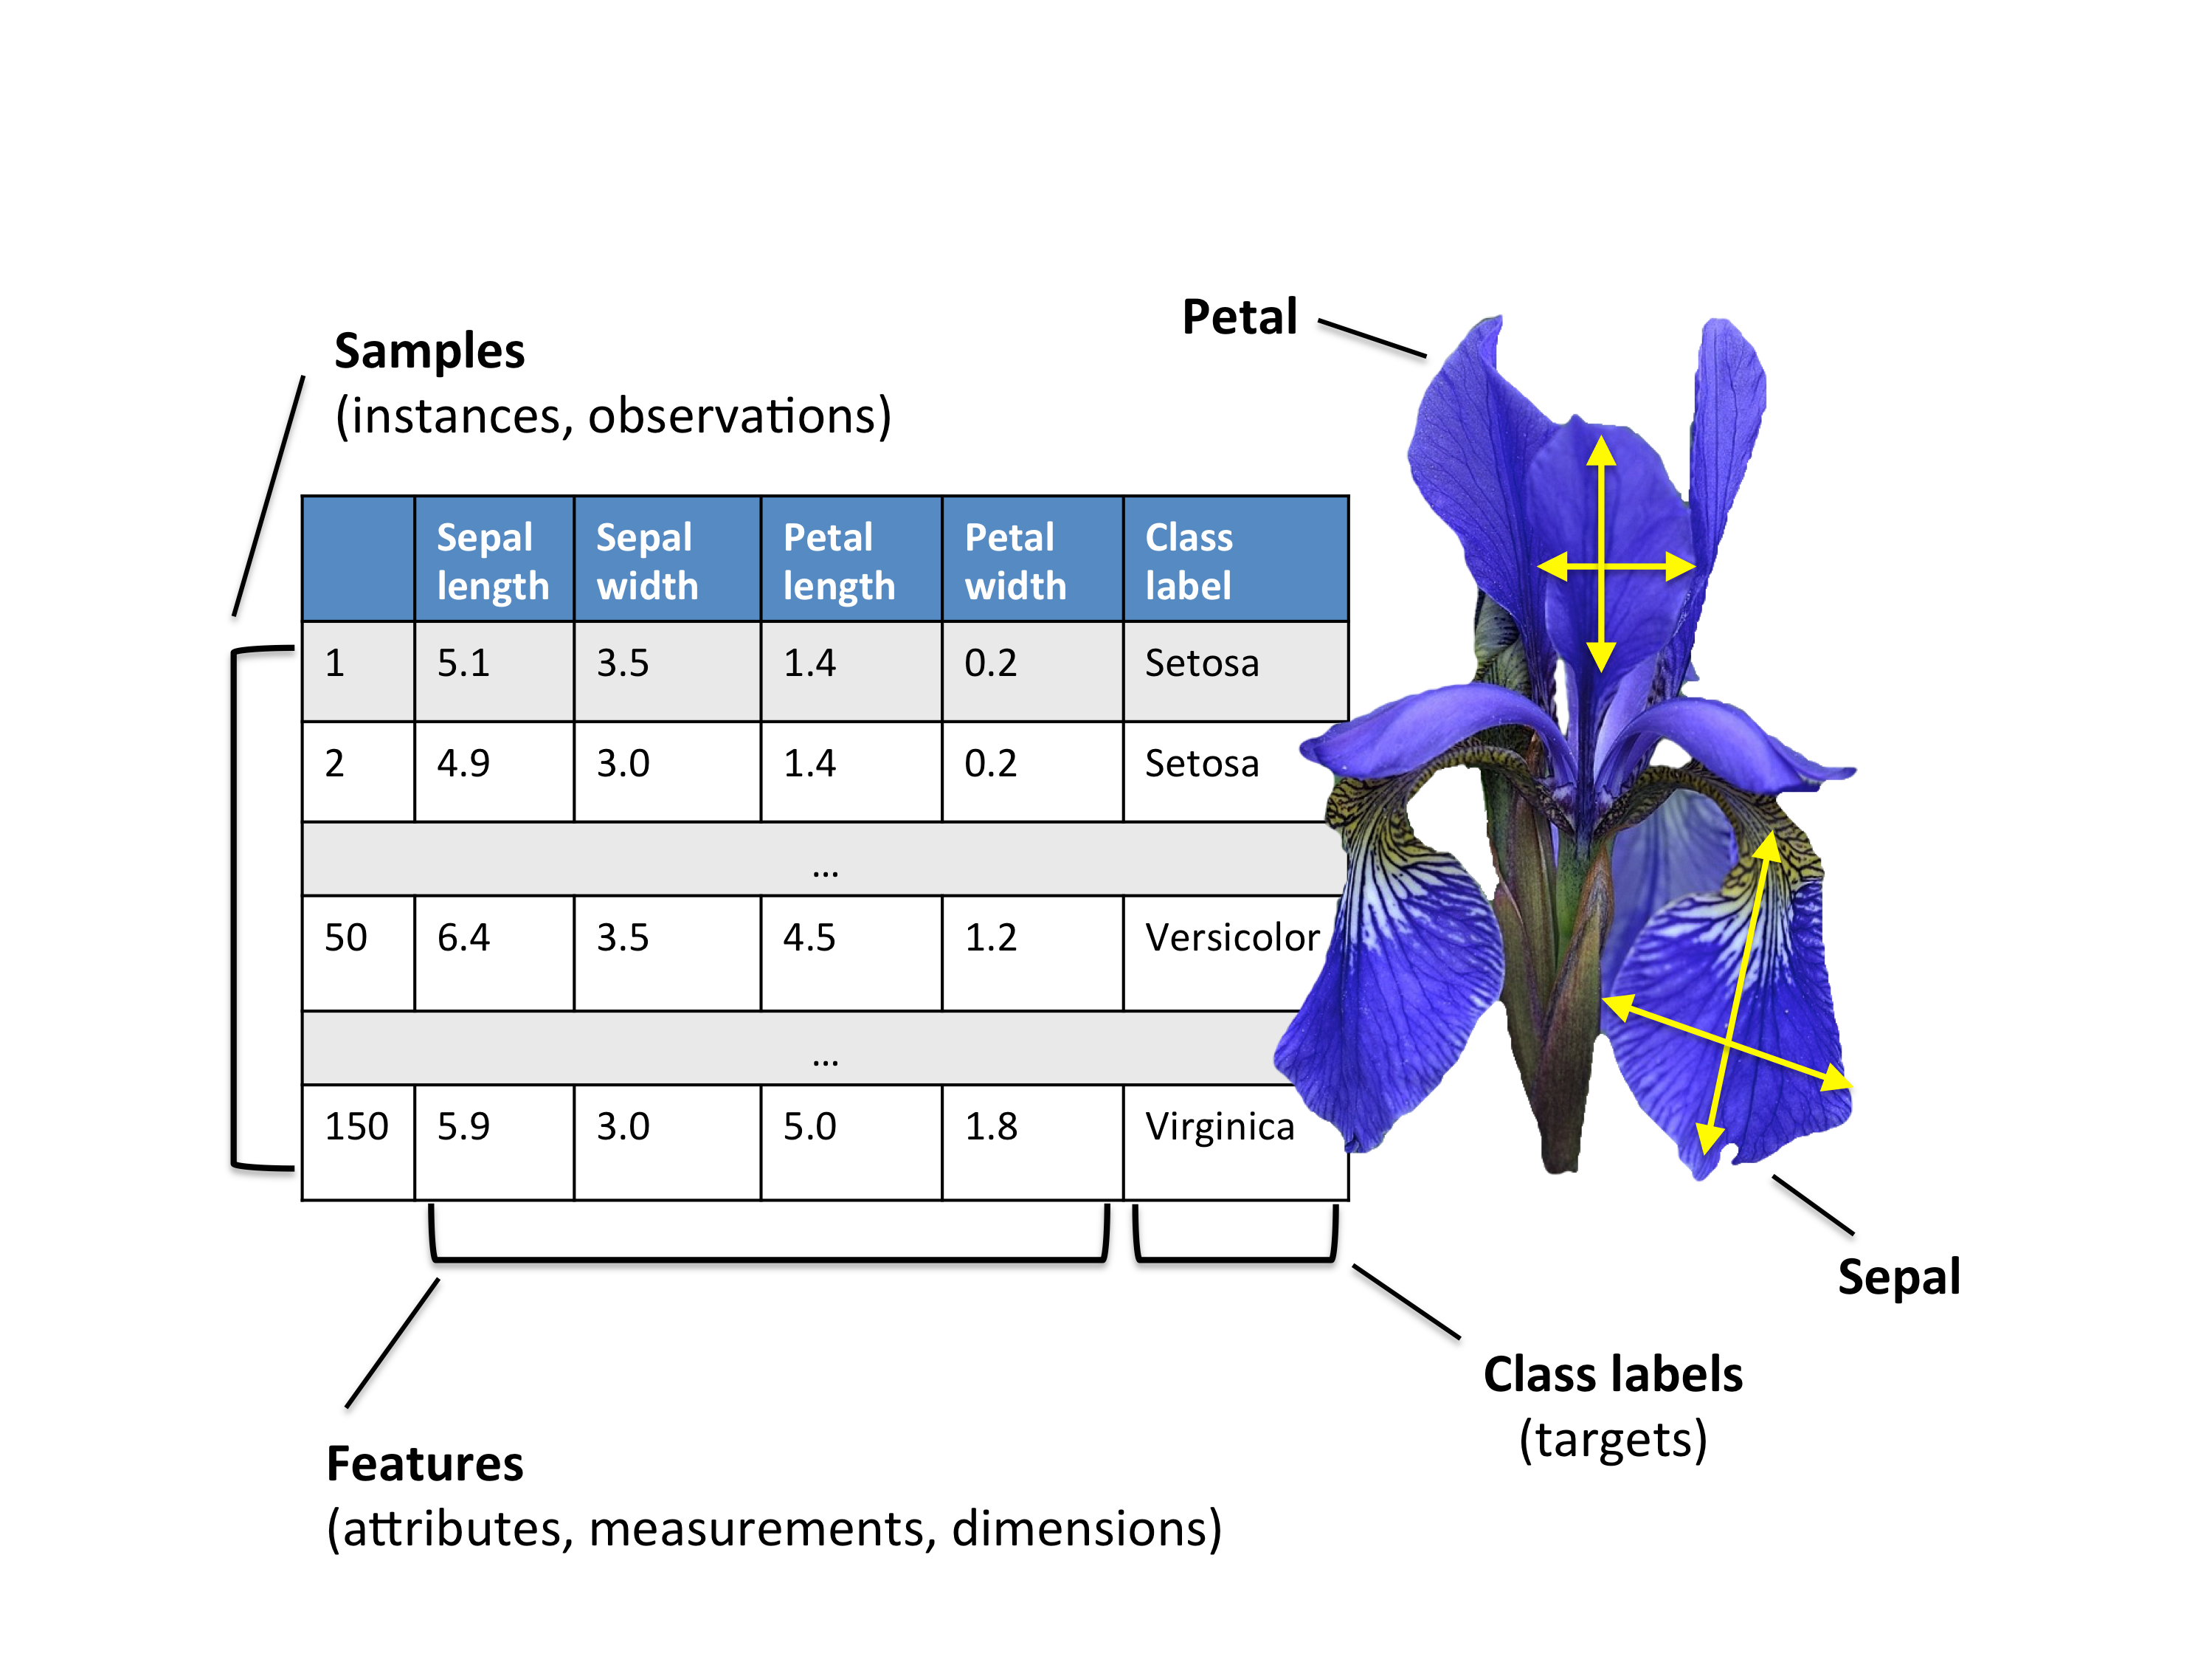 Petal
Samples
(instances, observations)
Sepal length Sepal width Petal length Petal width Class label
1 5.1 3.5 1.4 0.2 Setosa
2 4.9 3.0 1.4 0.2 Setosa
...
50 6.4 3.5 4.5 1.2 Versicolor
...
150 5.9 3.0 5.0 1.8 Virginica
Sepal
Class labels
(targets)
Features
(attributes, measurements, dimensions)